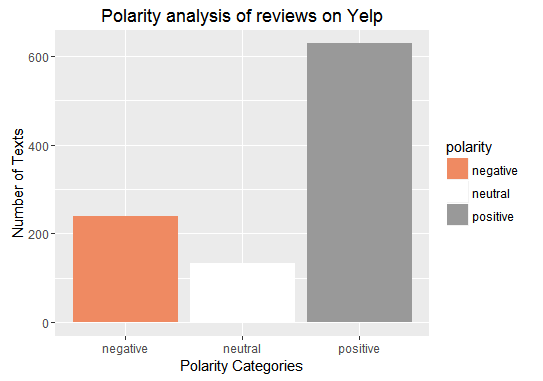 Polarity analysis of reviews on Yelp
Number of Texts
600
400
200
0
negative
neutral
positive
Polarity Categories
polarity
negative
neutral
positive